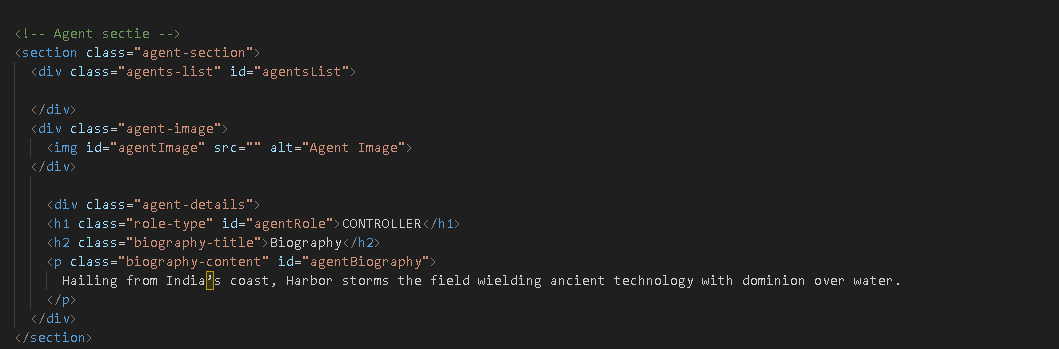 <!-- Agent sectie -->
<section class="agent-section">
<div class="agents-list" id="agentsList">
</div>
<div class="agent-image">
<img id="agentImage" src="" alt="Agent Image">
</div>
<div class="agent-details">
<h1 class="role-type" id="agentRole">CONTROLLER</h1>
<h2 class="biography-title">Biography</h2>
<p class="biography-content" id="agentBiography">
Hailing from India’s coast, Harbor storms the field wielding ancient technology with dominion over water.
</p>
</div>
</section>